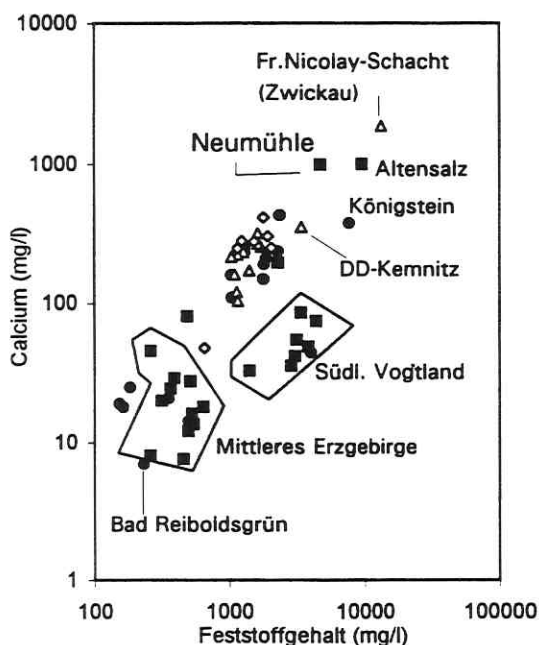 10000
Fr.Nicolay-Schacht
(Zwickau)
Neumühle
1000
Altensalz
Königstein
DD-Kemnitz
Calcium (mg/l)
100
Südl. Vogtland
10
Mittleres Erzgebirge
Bad Reiboldsgrün
1
100 1000 10000 100000
Feststoffgehalt (mg/l)